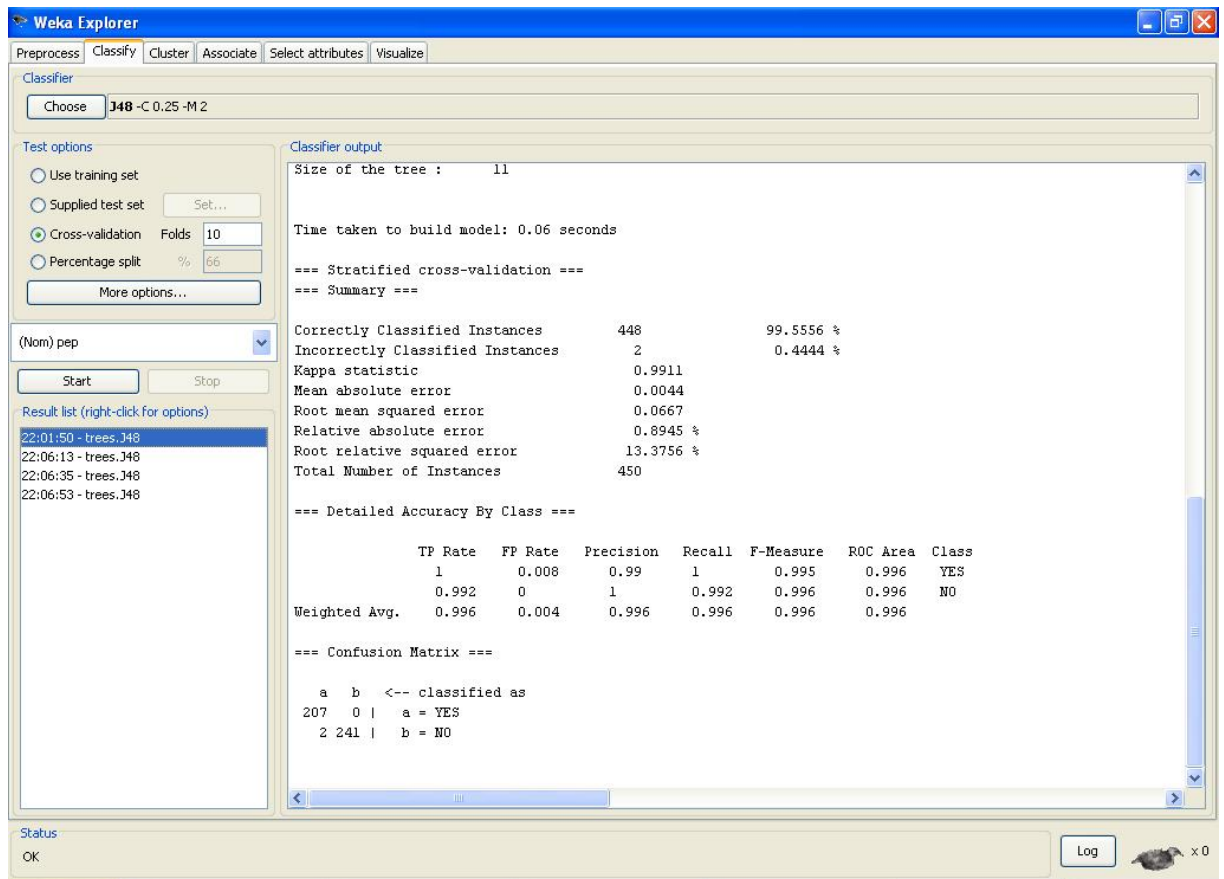 Weka Explorer
Preprocess Classify Cluster Associate Select attributes Visualize
Classifier
Choose J48 -C 0.25 -M 2
Test options
Use training set
Supplied test set Set...
Cross-validation Folds 10
Percentage split % 66
More options...
(Nom) pep
Start Stop
Result list (right-click for options)
22:01:50 - trees.J48
22:06:13 - trees.J48
22:06:35 - trees.J48
22:06:53 - trees.J48
Classifier output
Size of the tree : 11
Time taken to build model: 0.06 seconds
=== Stratified cross-validation ===
=== Summary ===
Correctly Classified Instances 448 99.5556 %
Incorrectly Classified Instances 2 0.4444 %
Kappa statistic 0.9911
Mean absolute error 0.0044
Root mean squared error 0.0667
Relative absolute error 0.8945 %
Root relative squared error 13.3756 %
Total Number of Instances 450
=== Detailed Accuracy By Class ===
TP Rate FP Rate Precision Recall F-Measure ROC Area Class
1 0.008 0.99 1 0.995 0.996 YES
0.992 0 1 0.992 0.996 0.996 NO
Weighted Avg. 0.996 0.004 0.996 0.996 0.996 0.996
=== Confusion Matrix ===
a b <-- classified as
207 0 | a = YES
2 241 | b = NO
Status
OK
Log x 0